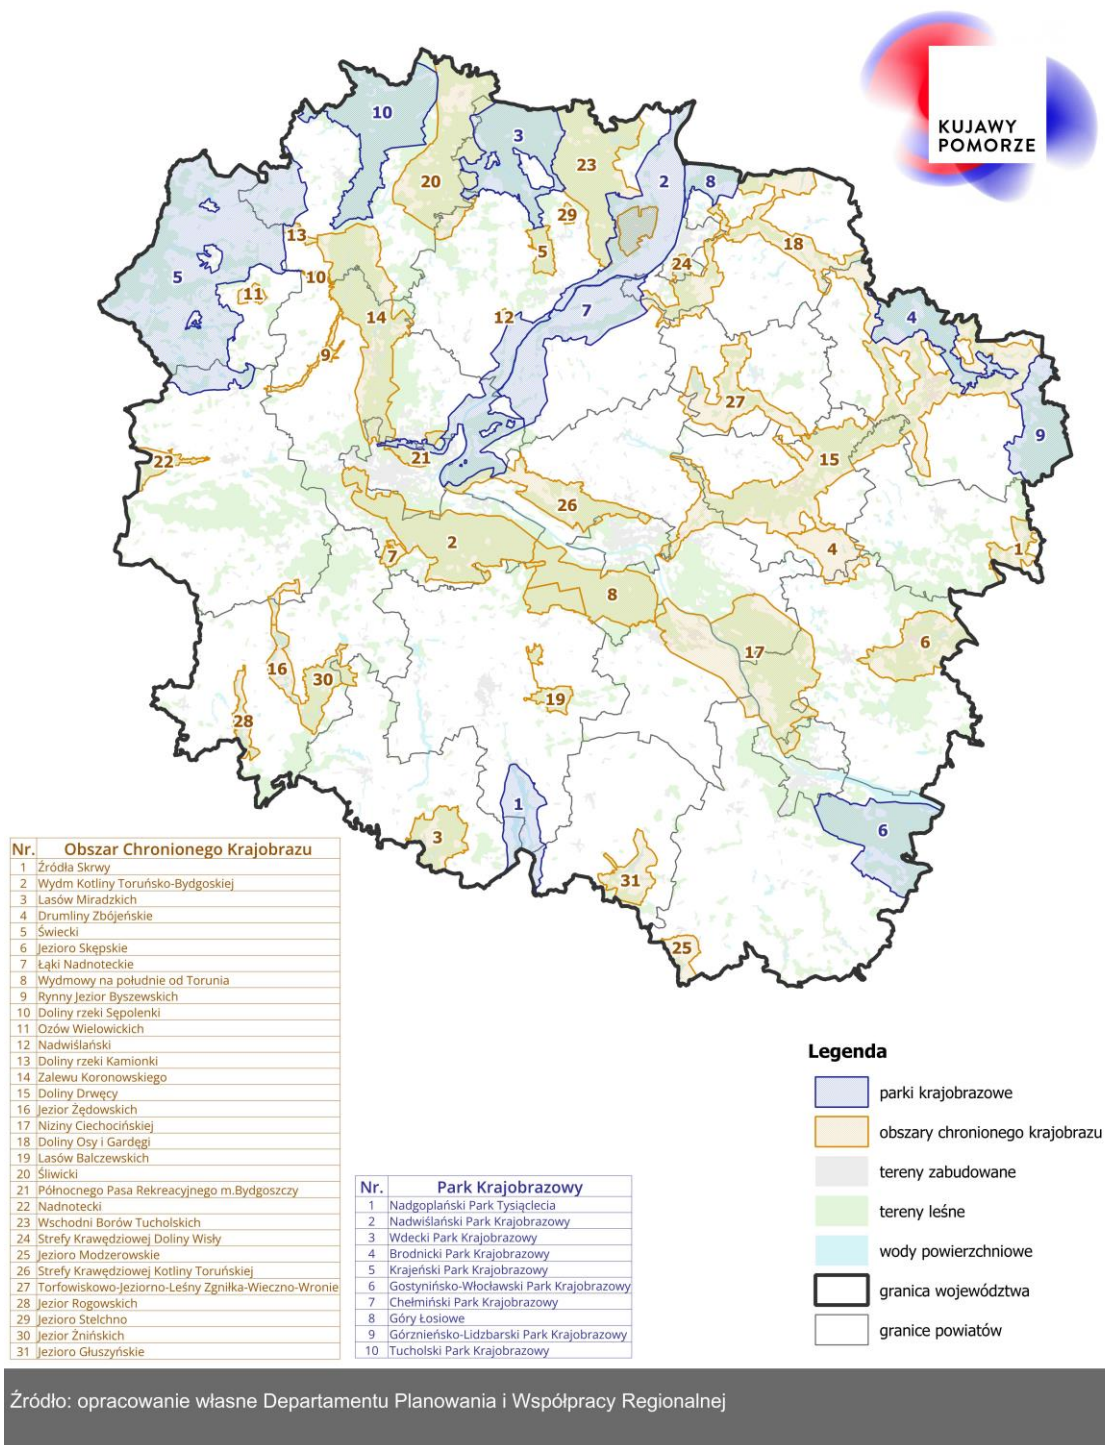 KUJAWY
POMORZE
10
3
23
2
8
20
29
13
5
18
24
5
10
11
14
12
7
4
9
27
9
21
22
15
26
2
7
4
1
8
17
6
16
30
19
28
1
3
6
31
25
Nr. Obszar Chronionego Krajobrazu
1 Źródła Skrwy
2 Wydm Kotliny Toruńsko-Bydgoskiej
3 Lasów Miradzkich
4 Drumliny Zbójeńskie
5 Świecki
6 Jezioro Skępskie
7 Łąki Nadnoteckie
8 Wydmowy na południe od Torunia
9 Rynny Jezior Byszewskich
10 Doliny rzeki Sępolenki
11 Ozów Wielowickich
12 Nadwiślański
13 Doliny rzeki Kamionki
14 Zalewu Koronowskiego
15 Doliny Drwęcy
16 Jezior Żędowskich
17 Niziny Ciechocińskiej
18 Doliny Osy i Gardęgi
19 Lasów Balczewskich
20 Śliwicki
21 Północnego Pasa Rekreacyjnego m.Bydgoszczy
22 Nadnotecki
23 Wschodni Borów Tucholskich
24 Strefy Krawędziowej Doliny Wisły
25 Jezioro Modzerowskie
26 Strefy Krawędziowej Kotliny Toruńskiej
27 Torfowiskowo-Jeziorno-Leśny Zgniłka-Wieczno-Wronie
28 Jezior Rogowskich
29 Jezioro Stelchno
30 Jezior Żnińskich
31 Jezioro Głuszyńskie
Nr. Park Krajobrazowy
1 Nadgoplański Park Tysiąclecia
2 Nadwiślański Park Krajobrazowy
3 Wdecki Park Krajobrazowy
4 Brodnicki Park Krajobrazowy
5 Krajeński Park Krajobrazowy
6 Gostynińsko-Włocławski Park Krajobrazowy
7 Chełmiński Park Krajobrazowy
8 Góry Łosiowe
9 Górznieńsko-Lidzbarski Park Krajobrazowy
10 Tucholski Park Krajobrazowy
Legenda
parki krajobrazowe
obszary chronionego krajobrazu
tereny zabudowane
tereny leśne
wody powierzchniowe
granica województwa
granice powiatów
Źródło: opracowanie własne Departamentu Planowania i Współpracy Regionalnej